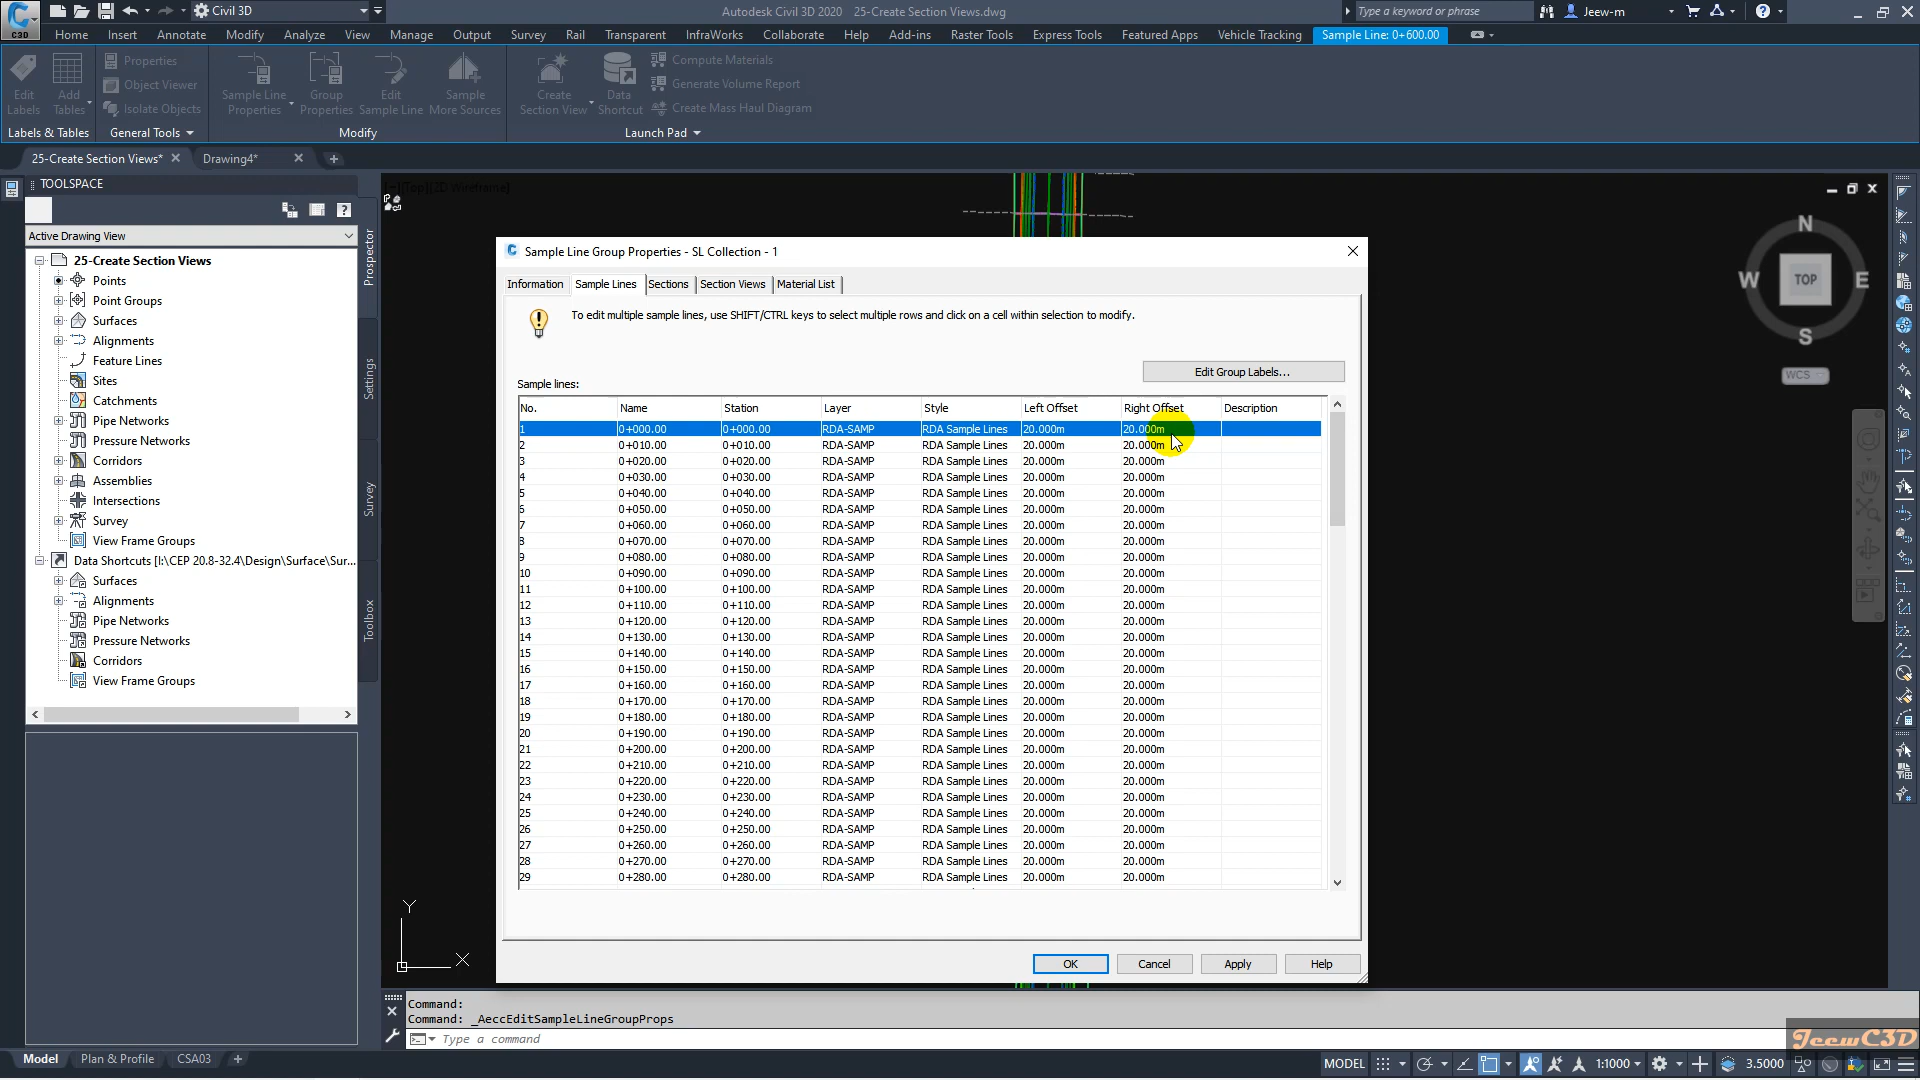 Civil 3D
Autodesk Civil 3D 2020 25-Create Section Views.dwg
Type a keyword or phrase
Jeew-m
C3D
Home Insert Annotate Modify Analyze View Manage Output Survey Rail Transparent InfraWorks Collaborate Help Add-ins Raster Tools Express Tools Featured Apps Vehicle Tracking Sample Line: 0+600.00
Edit Labels
Add Tables
Properties
Object Viewer
Isolate Objects
Sample Line Properties
Group Properties
Edit Sample Line
Sample More Sources
Create Section View
Data Shortcut
Compute Materials
Generate Volume Report
Create Mass Haul Diagram
Labels & Tables General Tools Modify Launch Pad
25-Create Section Views* Drawing4*
TOOLSPACE
Active Drawing View
25-Create Section Views
Points
Point Groups
Surfaces
Alignments
Feature Lines
Sites
Catchments
Pipe Networks
Pressure Networks
Corridors
Assemblies
Intersections
Survey
View Frame Groups
Data Shortcuts [I:\CEP 20.8-32.4\Design\Surface\Sur...
Surfaces
Alignments
Pipe Networks
Pressure Networks
Corridors
View Frame Groups
Prospector
Settings
Survey
Toolbox
[-][Top][2D Wireframe]
N
W TOP E
S
WCS
Sample Line Group Properties - SL Collection - 1
Information Sample Lines Sections Section Views Material List
To edit multiple sample lines, use SHIFT/CTRL keys to select multiple rows and click on a cell within selection to modify.
Edit Group Labels...
Sample lines:
No. Name Station Layer Style Left Offset Right Offset Description
1 0+000.00 0+000.00 RDA-SAMP RDA Sample Lines 20.000m 20.000m
2 0+010.00 0+010.00 RDA-SAMP RDA Sample Lines 20.000m 20.000m
3 0+020.00 0+020.00 RDA-SAMP RDA Sample Lines 20.000m 20.000m
4 0+030.00 0+030.00 RDA-SAMP RDA Sample Lines 20.000m 20.000m
5 0+040.00 0+040.00 RDA-SAMP RDA Sample Lines 20.000m 20.000m
6 0+050.00 0+050.00 RDA-SAMP RDA Sample Lines 20.000m 20.000m
7 0+060.00 0+060.00 RDA-SAMP RDA Sample Lines 20.000m 20.000m
8 0+070.00 0+070.00 RDA-SAMP RDA Sample Lines 20.000m 20.000m
9 0+080.00 0+080.00 RDA-SAMP RDA Sample Lines 20.000m 20.000m
10 0+090.00 0+090.00 RDA-SAMP RDA Sample Lines 20.000m 20.000m
11 0+100.00 0+100.00 RDA-SAMP RDA Sample Lines 20.000m 20.000m
12 0+110.00 0+110.00 RDA-SAMP RDA Sample Lines 20.000m 20.000m
13 0+120.00 0+120.00 RDA-SAMP RDA Sample Lines 20.000m 20.000m
14 0+130.00 0+130.00 RDA-SAMP RDA Sample Lines 20.000m 20.000m
15 0+140.00 0+140.00 RDA-SAMP RDA Sample Lines 20.000m 20.000m
16 0+150.00 0+150.00 RDA-SAMP RDA Sample Lines 20.000m 20.000m
17 0+160.00 0+160.00 RDA-SAMP RDA Sample Lines 20.000m 20.000m
18 0+170.00 0+170.00 RDA-SAMP RDA Sample Lines 20.000m 20.000m
19 0+180.00 0+180.00 RDA-SAMP RDA Sample Lines 20.000m 20.000m
20 0+190.00 0+190.00 RDA-SAMP RDA Sample Lines 20.000m 20.000m
21 0+200.00 0+200.00 RDA-SAMP RDA Sample Lines 20.000m 20.000m
22 0+210.00 0+210.00 RDA-SAMP RDA Sample Lines 20.000m 20.000m
23 0+220.00 0+220.00 RDA-SAMP RDA Sample Lines 20.000m 20.000m
24 0+230.00 0+230.00 RDA-SAMP RDA Sample Lines 20.000m 20.000m
25 0+240.00 0+240.00 RDA-SAMP RDA Sample Lines 20.000m 20.000m
26 0+250.00 0+250.00 RDA-SAMP RDA Sample Lines 20.000m 20.000m
27 0+260.00 0+260.00 RDA-SAMP RDA Sample Lines 20.000m 20.000m
28 0+270.00 0+270.00 RDA-SAMP RDA Sample Lines 20.000m 20.000m
29 0+280.00 0+280.00 RDA-SAMP RDA Sample Lines 20.000m 20.000m
OK Cancel Apply Help
Y
X
Command:
Command: _AeccEditSampleLineGroupProps
Type a command
JeewC3D
Model Plan & Profile CSA03
MODEL 1:1000 3.5000